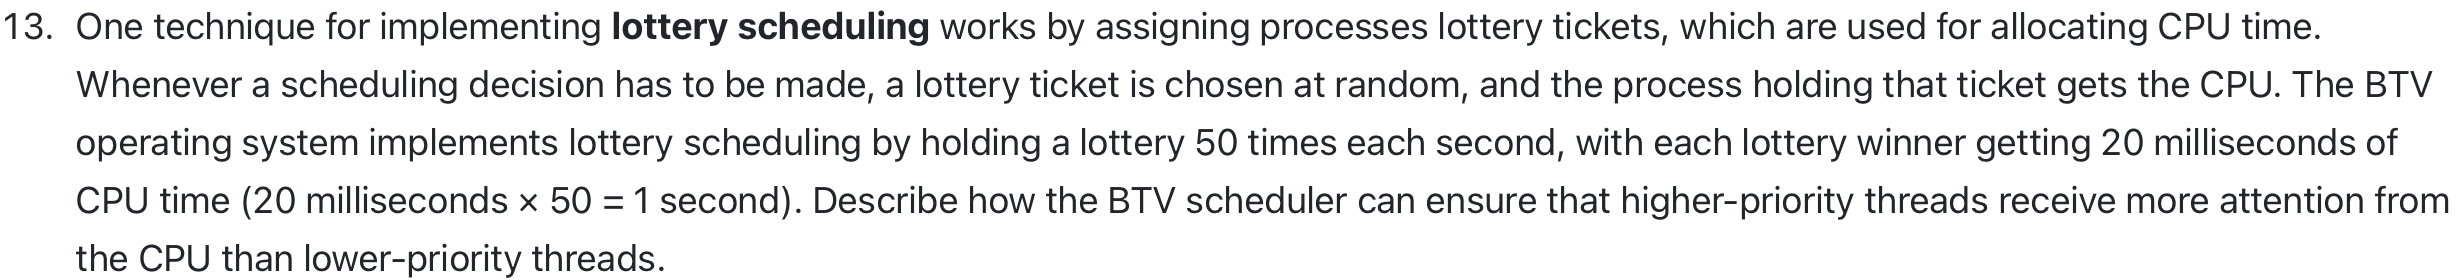 13. One technique for implementing lottery scheduling works by assigning processes lottery tickets, which are used for allocating CPU time.
Whenever a scheduling decision has to be made, a lottery ticket is chosen at random, and the process holding that ticket gets the CPU. The BTV
operating system implements lottery scheduling by holding a lottery 50 times each second, with each lottery winner getting 20 milliseconds of
CPU time (20 milliseconds × 50 = 1 second). Describe how the BTV scheduler can ensure that higher-priority threads receive more attention from
the CPU than lower-priority threads.